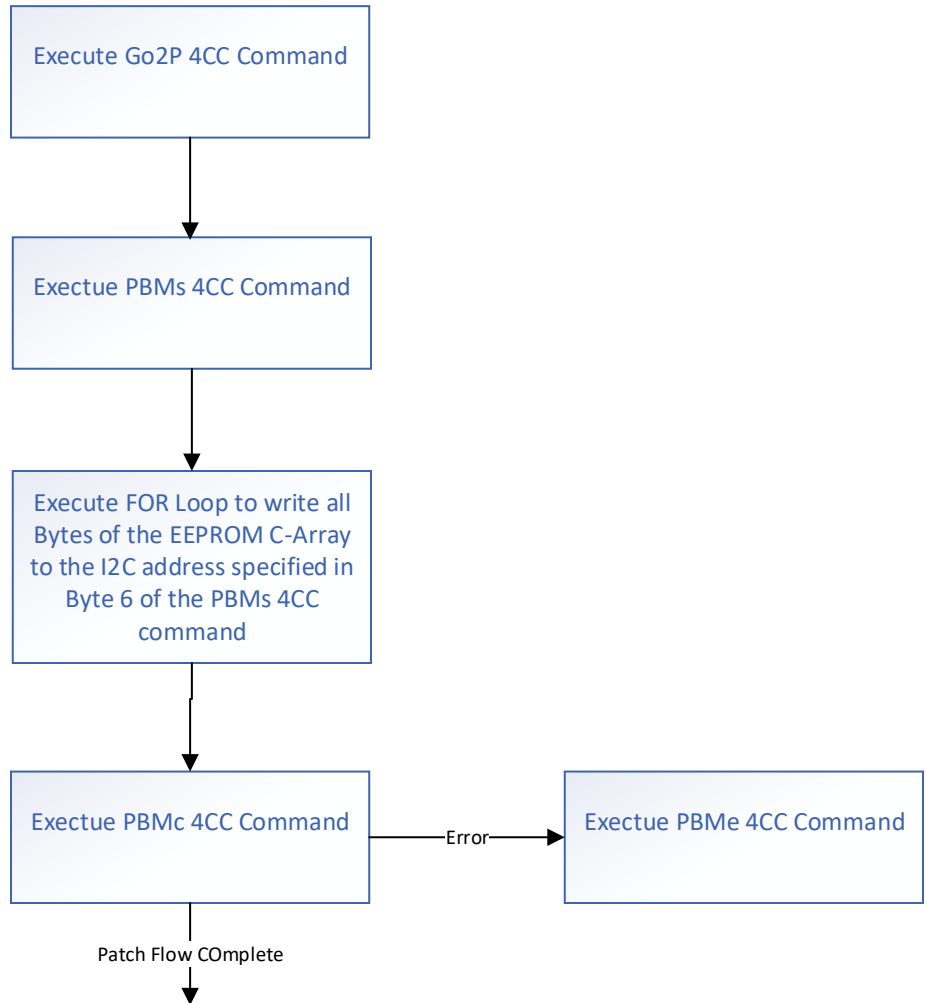 Execute Go2P 4CC Command
Exectue PBMs 4CC Command
Execute FOR Loop to write all
Bytes of the EEPROM C-Array
to the I2C address specified in
Byte 6 of the PBMs 4CC
command
Exectue PBMc 4CC Command
Error
Exectue PBMe 4CC Command
Patch Flow COmplete